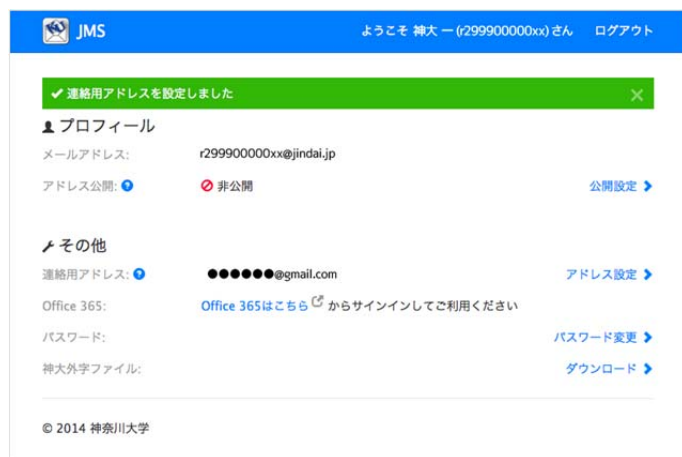 JMS ようこそ 神大 一 (r299900000xx) さん ログアウト
連絡用アドレスを設定しました
プロフィール
メールアドレス: r299900000xx@jindai.jp
アドレス公開: 非公開 公開設定
その他
連絡用アドレス: ●●●●●●@gmail.com アドレス設定
Office 365: Office 365はこちら からサインインしてご利用ください
パスワード: パスワード変更
神大外字ファイル: ダウンロード
© 2014 神奈川大学